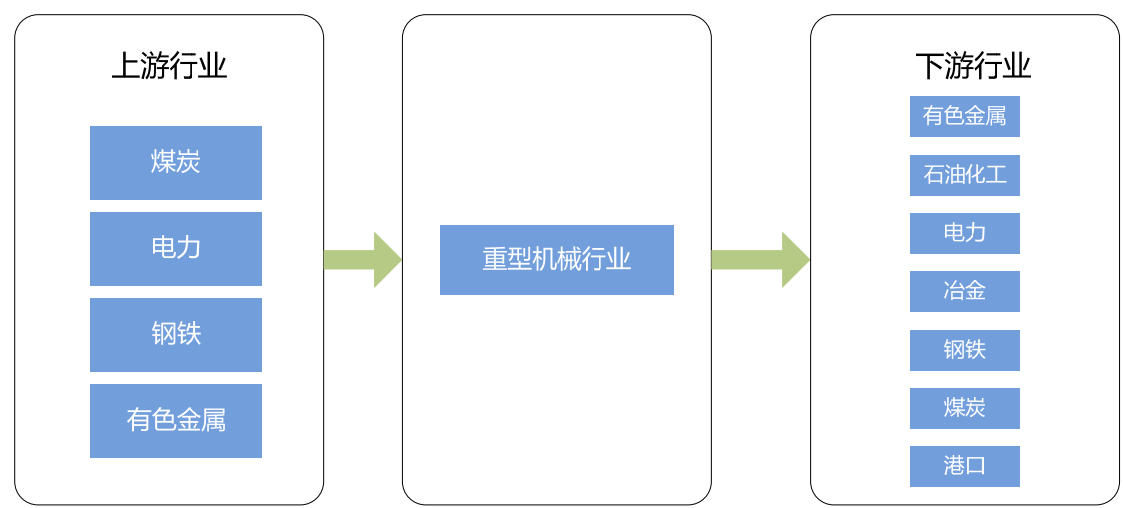 上游行业
煤炭
电力
钢铁
有色金属
重型机械行业
下游行业
有色金属
石油化工
电力
冶金
钢铁
煤炭
港口